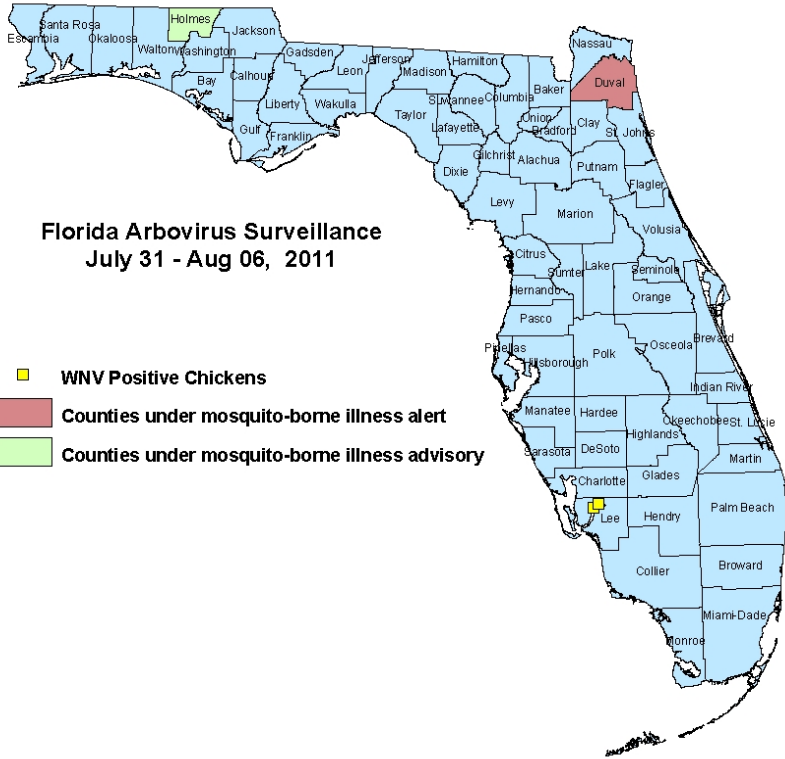 Holmes
Santa Rosa
Jackson
Escambia
Okaloosa
Walton
Washington
Nassau
Gadsden
Jefferson
Hamilton
Leon
Madison
Bay
Calhoun
Baker
Duval
Liberty
Wakulla
Suwannee
Columbia
Taylor
Union
Clay
Gulf
Franklin
Lafayette
Bradford
St. Johns
Gilchrist
Alachua
Putnam
Dixie
Flagler
Levy
Marion
Volusia
Florida Arbovirus Surveillance
July 31 - Aug 06, 2011
Citrus
Sumter
Lake
Seminole
Hernando
Orange
Pasco
Brevard
Osceola
Pinellas
Hillsborough
Polk
WNV Positive Chickens
Indian River
Counties under mosquito-borne illness alert
Manatee
Hardee
Okeechobee
St. Lucie
Highlands
Counties under mosquito-borne illness advisory
Sarasota
DeSoto
Martin
Charlotte
Glades
Palm Beach
Lee
Hendry
Collier
Broward
Miami-Dade
Monroe